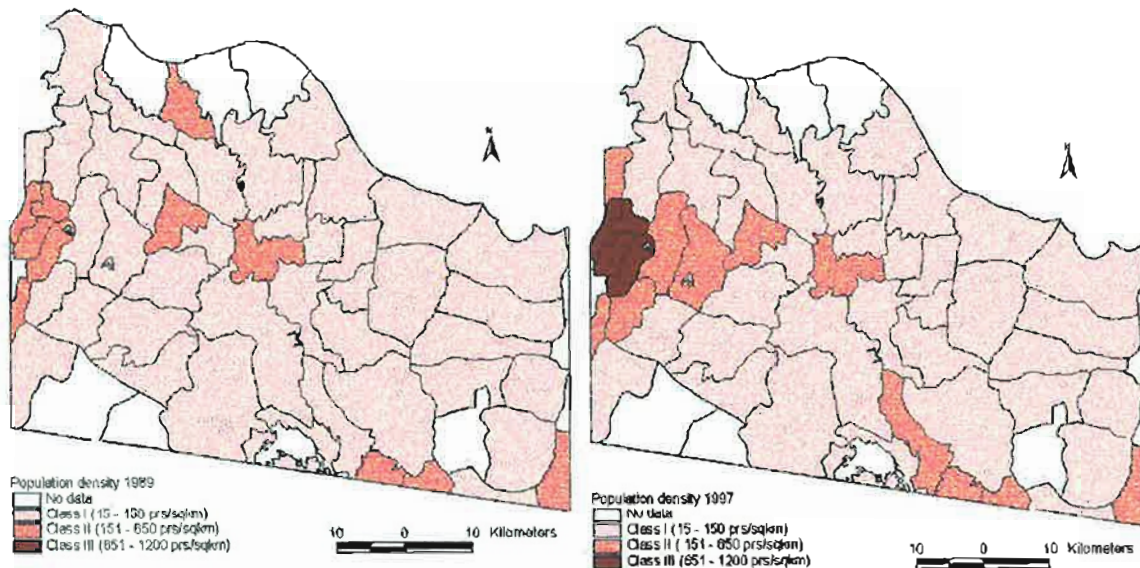 N
Population density 1989
No data
Class I (15 - 150 prs/sqkm)
Class II (151 - 650 prs/sqkm)
Class III (651 - 1200 prs/sqkm)
10 0 10 Kilometers
Population density 1997
No data
Class I (15 - 150 prs/sqkm)
Class II (151 - 650 prs/sqkm)
Class III (651 - 1200 prs/sqkm)
10 0 10 Kilometers